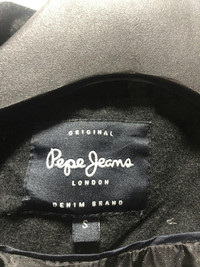 ORIGINAL
Pepe Jeans
LONDON
DENIM BRAND
S